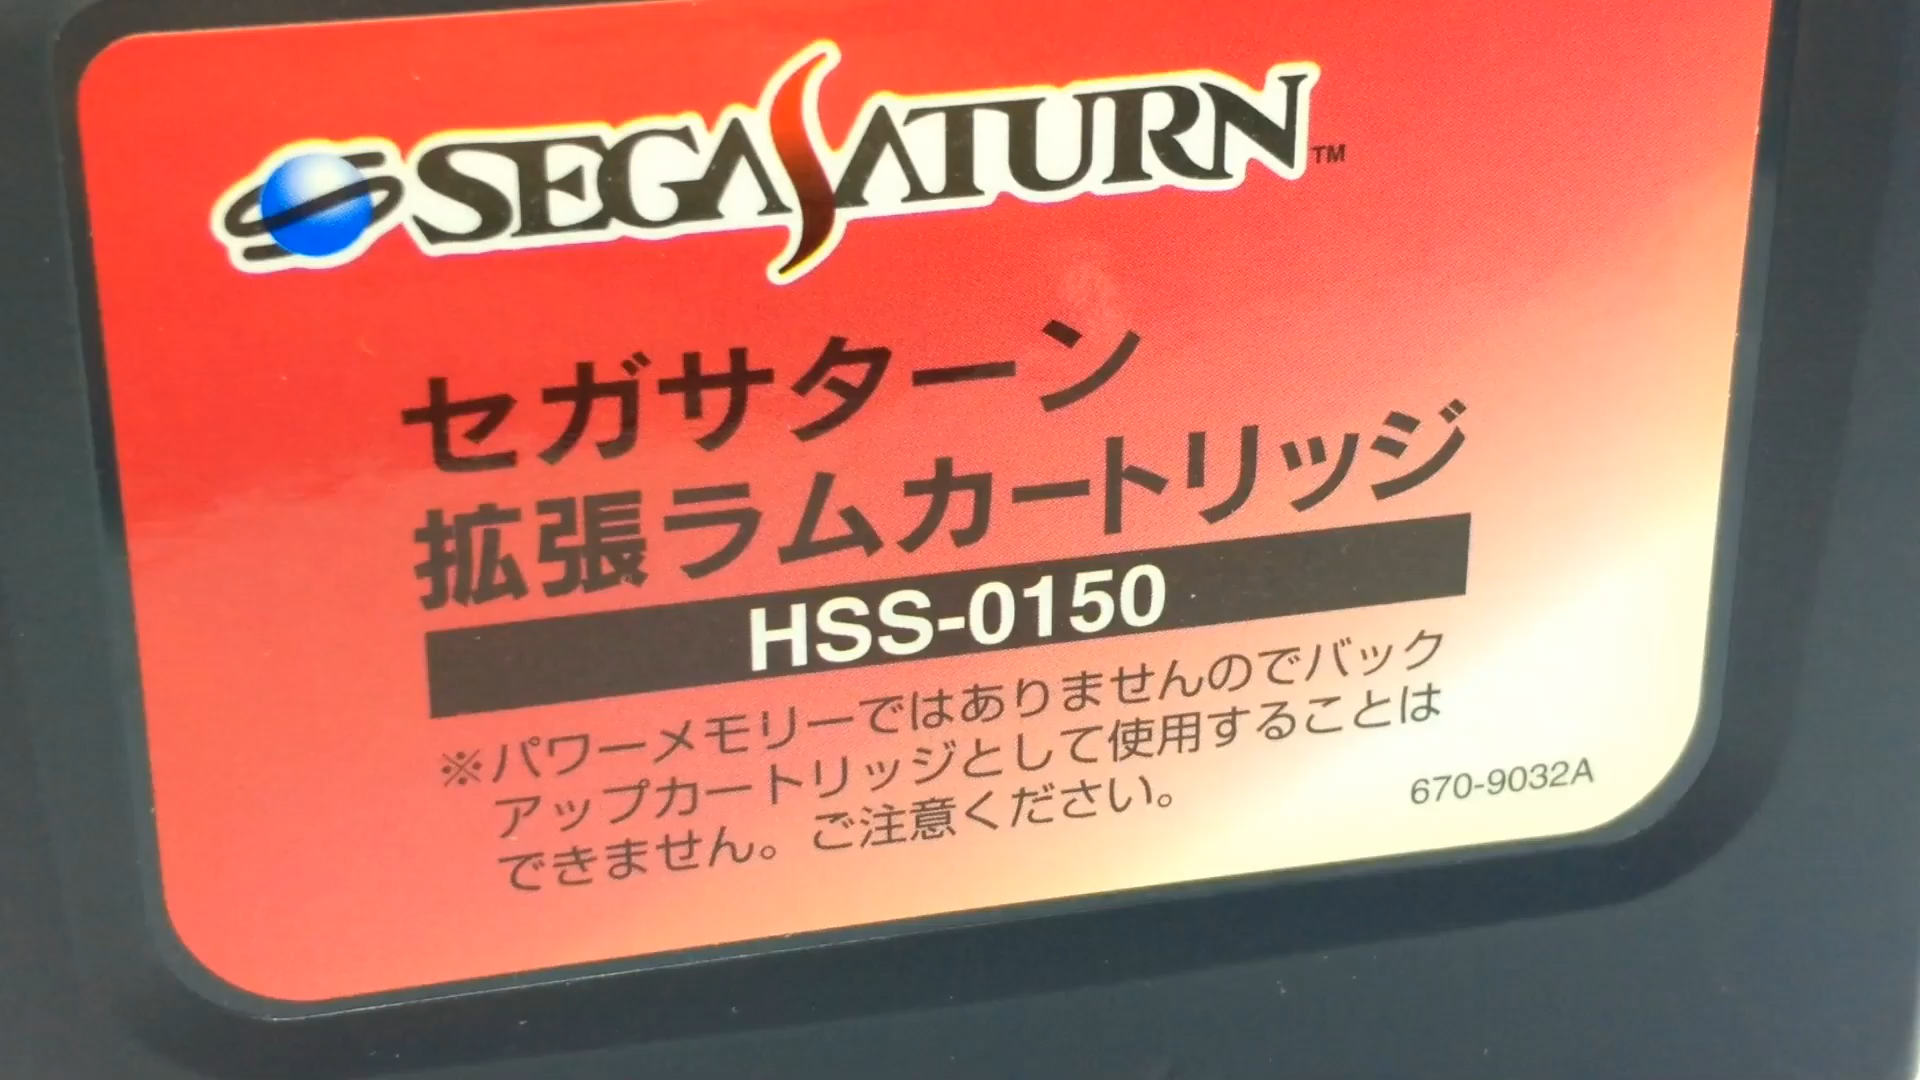 SEGA SATURN™
セガサターン
拡張ラムカートリッジ
HSS-0150
※パワーメモリーではありませんのでバック
アップカートリッジとして使用することは
できません。ご注意ください。
670-9032A